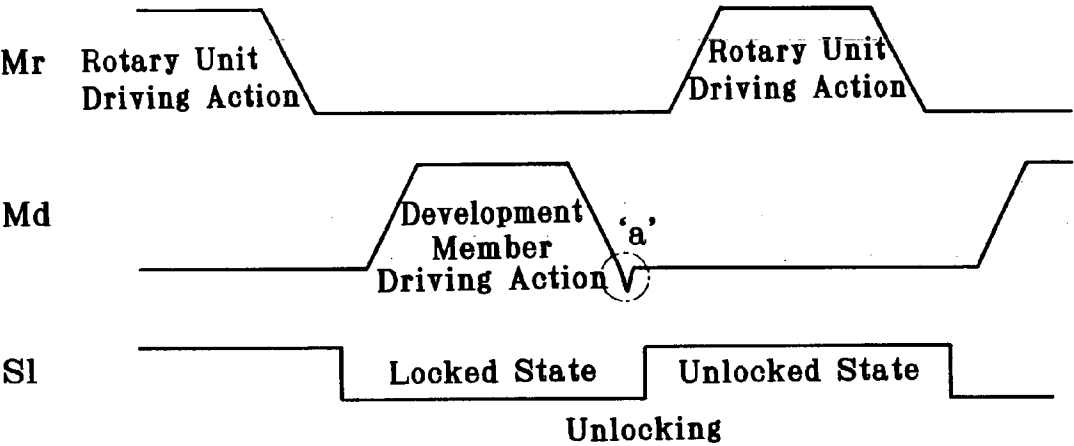 Mr
Rotary Unit
Driving Action
Rotary Unit
Driving Action
Md
Development
Member
Driving Action
'a'
Sl
Locked State
Unlocked State
Unlocking